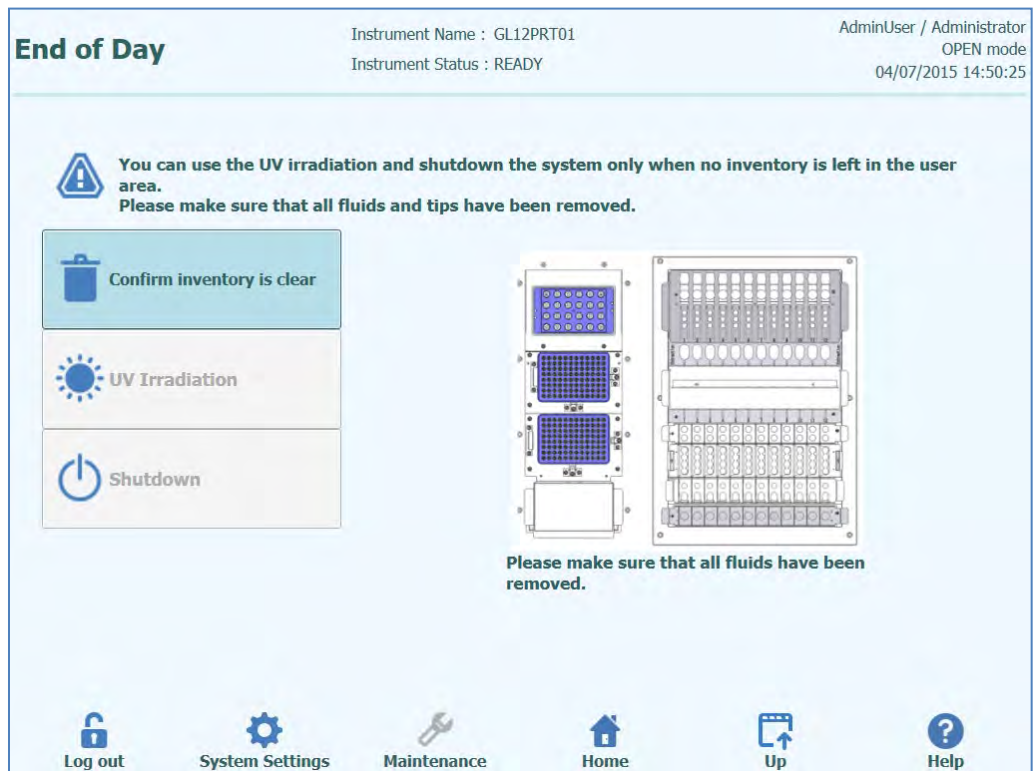 End of Day
Instrument Name : GL12PRT01
Instrument Status : READY
AdminUser / Administrator
OPEN mode
04/07/2015 14:50:25
You can use the UV irradiation and shutdown the system only when no inventory is left in the user
area.
Please make sure that all fluids and tips have been removed.
Confirm inventory is clear
UV Irradiation
Shutdown
Please make sure that all fluids have been
removed.
Log out
System Settings
Maintenance
Home
Up
Help